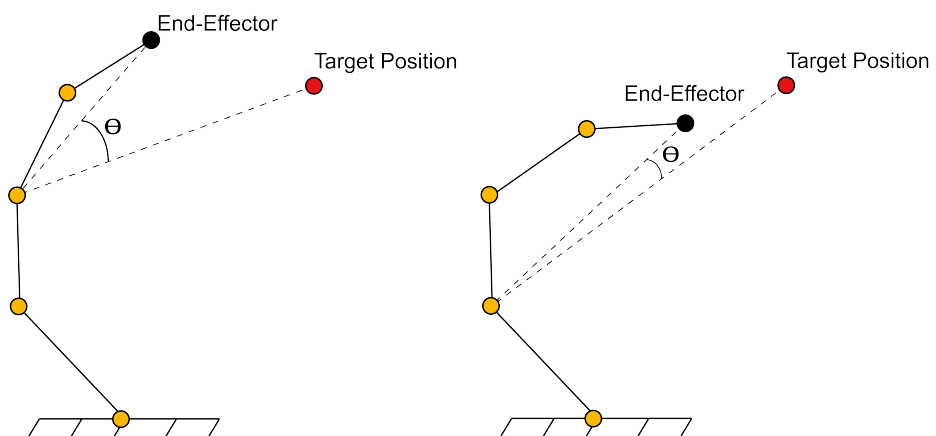 End-Effector
Target Position
ϴ
Target Position
End-Effector
ϴ